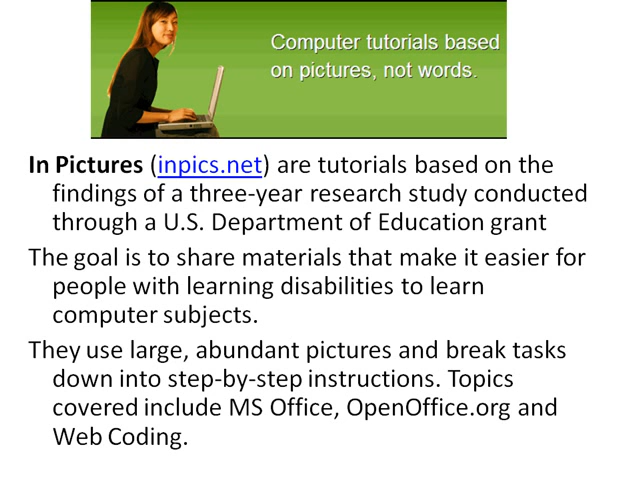 Computer tutorials based
on pictures, not words.
In Pictures (inpics.net) are tutorials based on the
findings of a three-year research study conducted
through a U.S. Department of Education grant
The goal is to share materials that make it easier for
people with learning disabilities to learn
computer subjects.
They use large, abundant pictures and break tasks
down into step-by-step instructions. Topics
covered include MS Office, OpenOffice.org and
Web Coding.